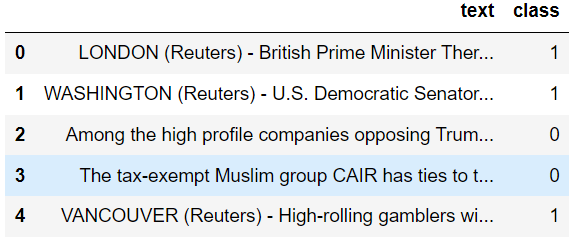 text class
0 LONDON (Reuters) - British Prime Minister Ther... 1
1 WASHINGTON (Reuters) - U.S. Democratic Senator... 1
2 Among the high profile companies opposing Trum... 0
3 The tax-exempt Muslim group CAIR has ties to t... 0
4 VANCOUVER (Reuters) - High-rolling gamblers wi... 1